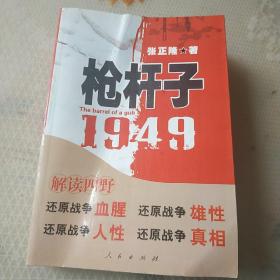 张正隆 著
枪杆子
The barrel of a gun
1949
解读四野
还原战争 血腥 还原战争 雄性
还原战争 人性 还原战争 真相
人民出版社